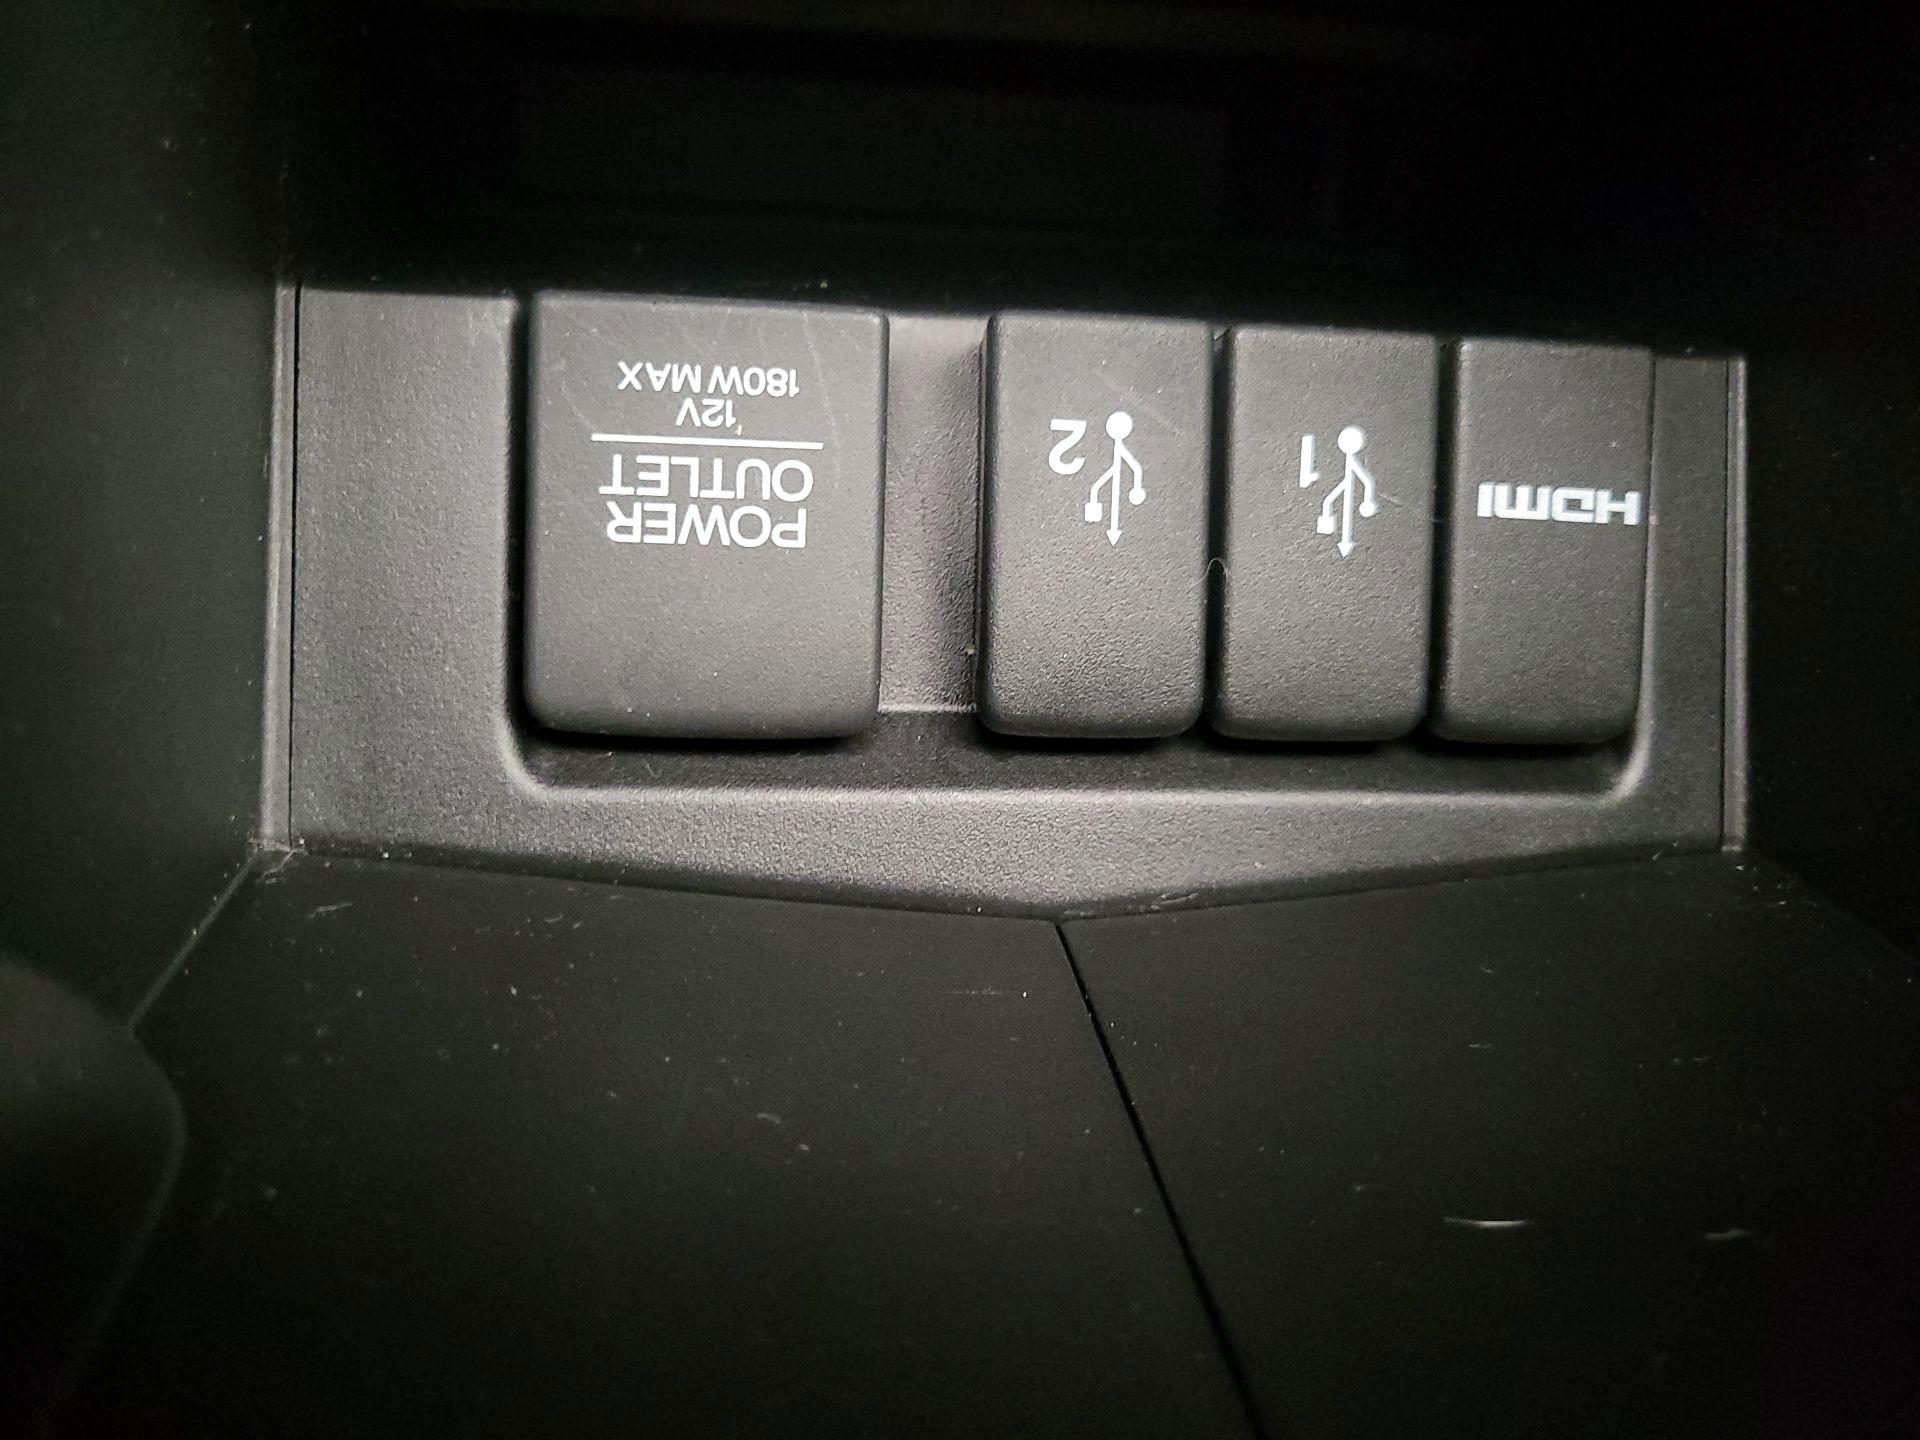 HDMI
1
2
POWER
OUTLET
12V
180W MAX